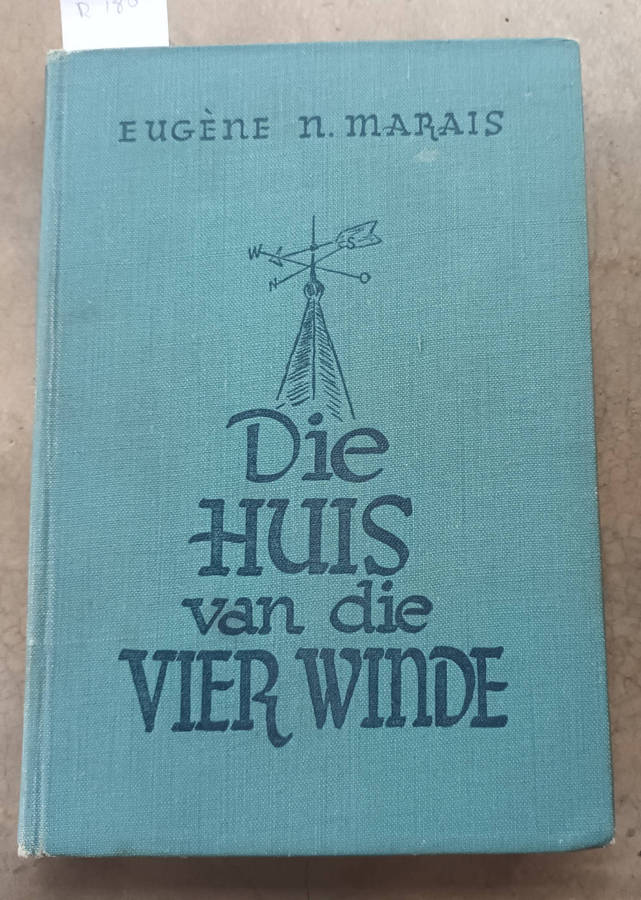 R 180
EUGÈNE N. MARAIS
W S
N O
Die
HUIS
van die
VIER WINDE